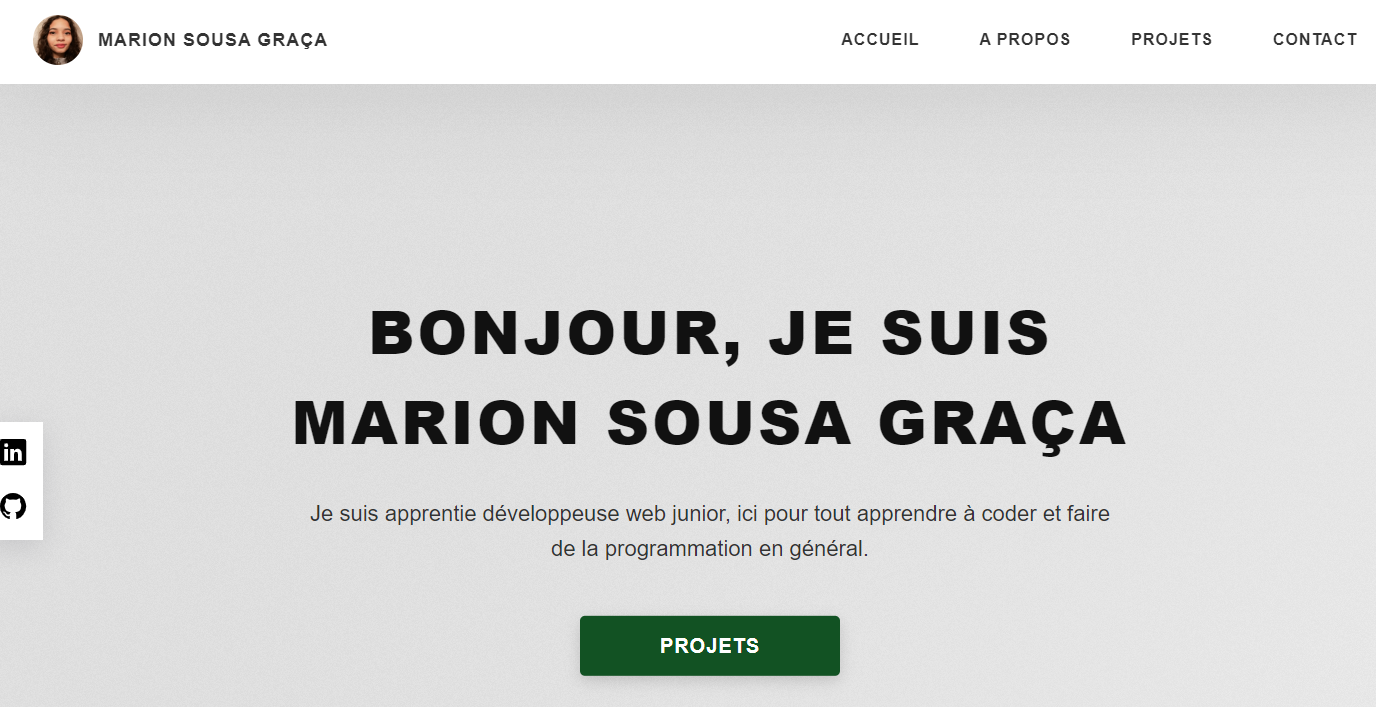 MARION SOUSA GRAÇA
ACCUEIL
A PROPOS
PROJETS
CONTACT
BONJOUR, JE SUIS
MARION SOUSA GRAÇA
in
Je suis apprentie développeuse web junior, ici pour tout apprendre à coder et faire
de la programmation en général.
PROJETS